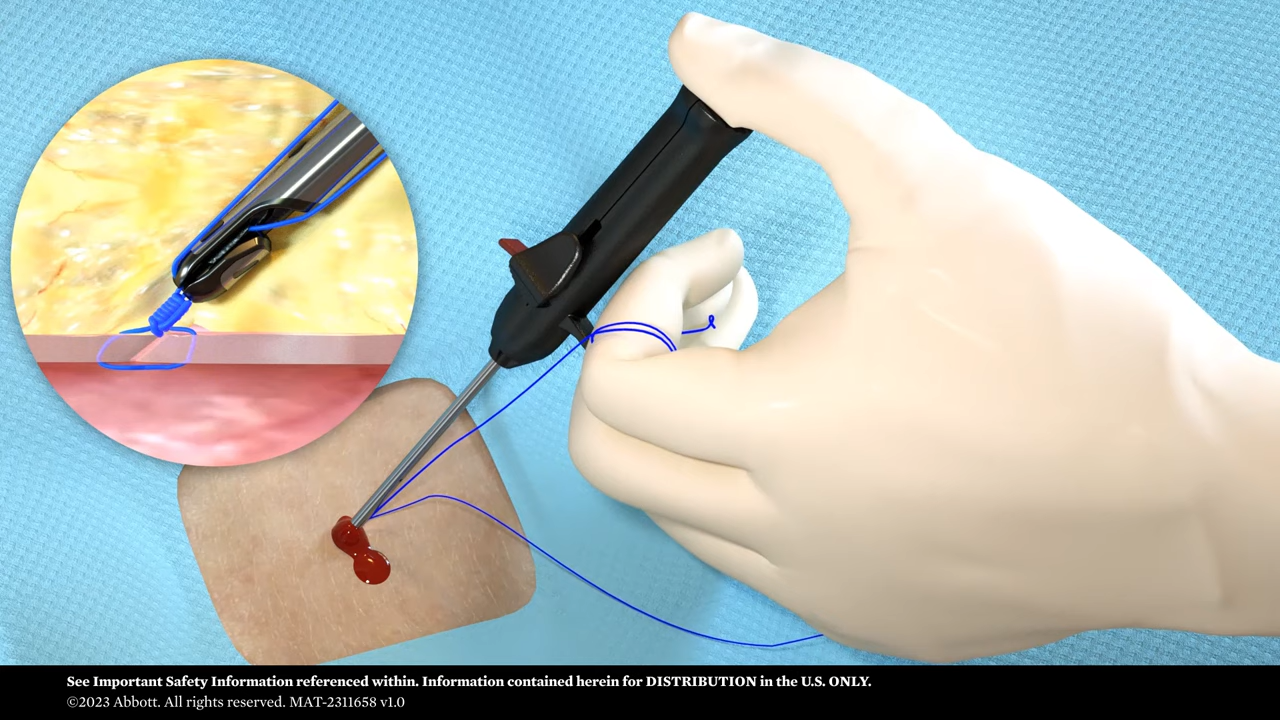 See Important Safety Information referenced within. Information contained herein for DISTRIBUTION in the U.S. ONLY.
©2023 Abbott. All rights reserved. MAT-2311658 v1.0